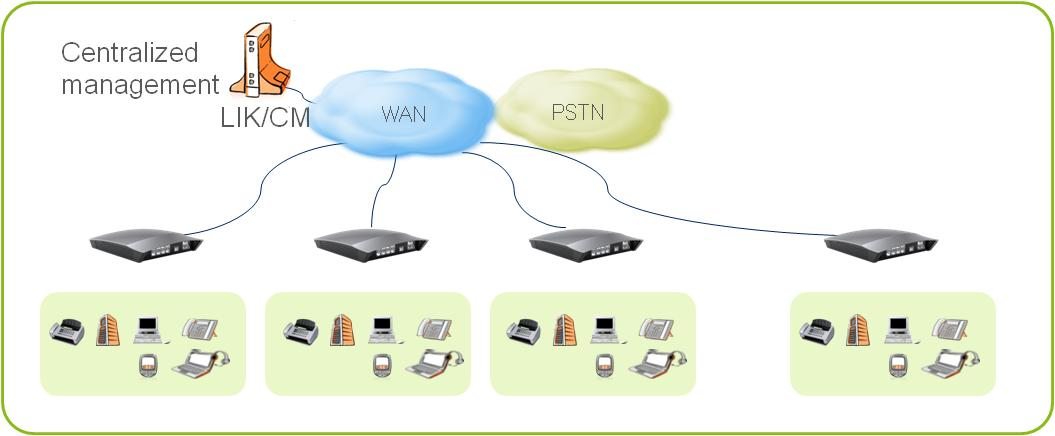 Centralized
management
LIK/CM
WAN
PSTN